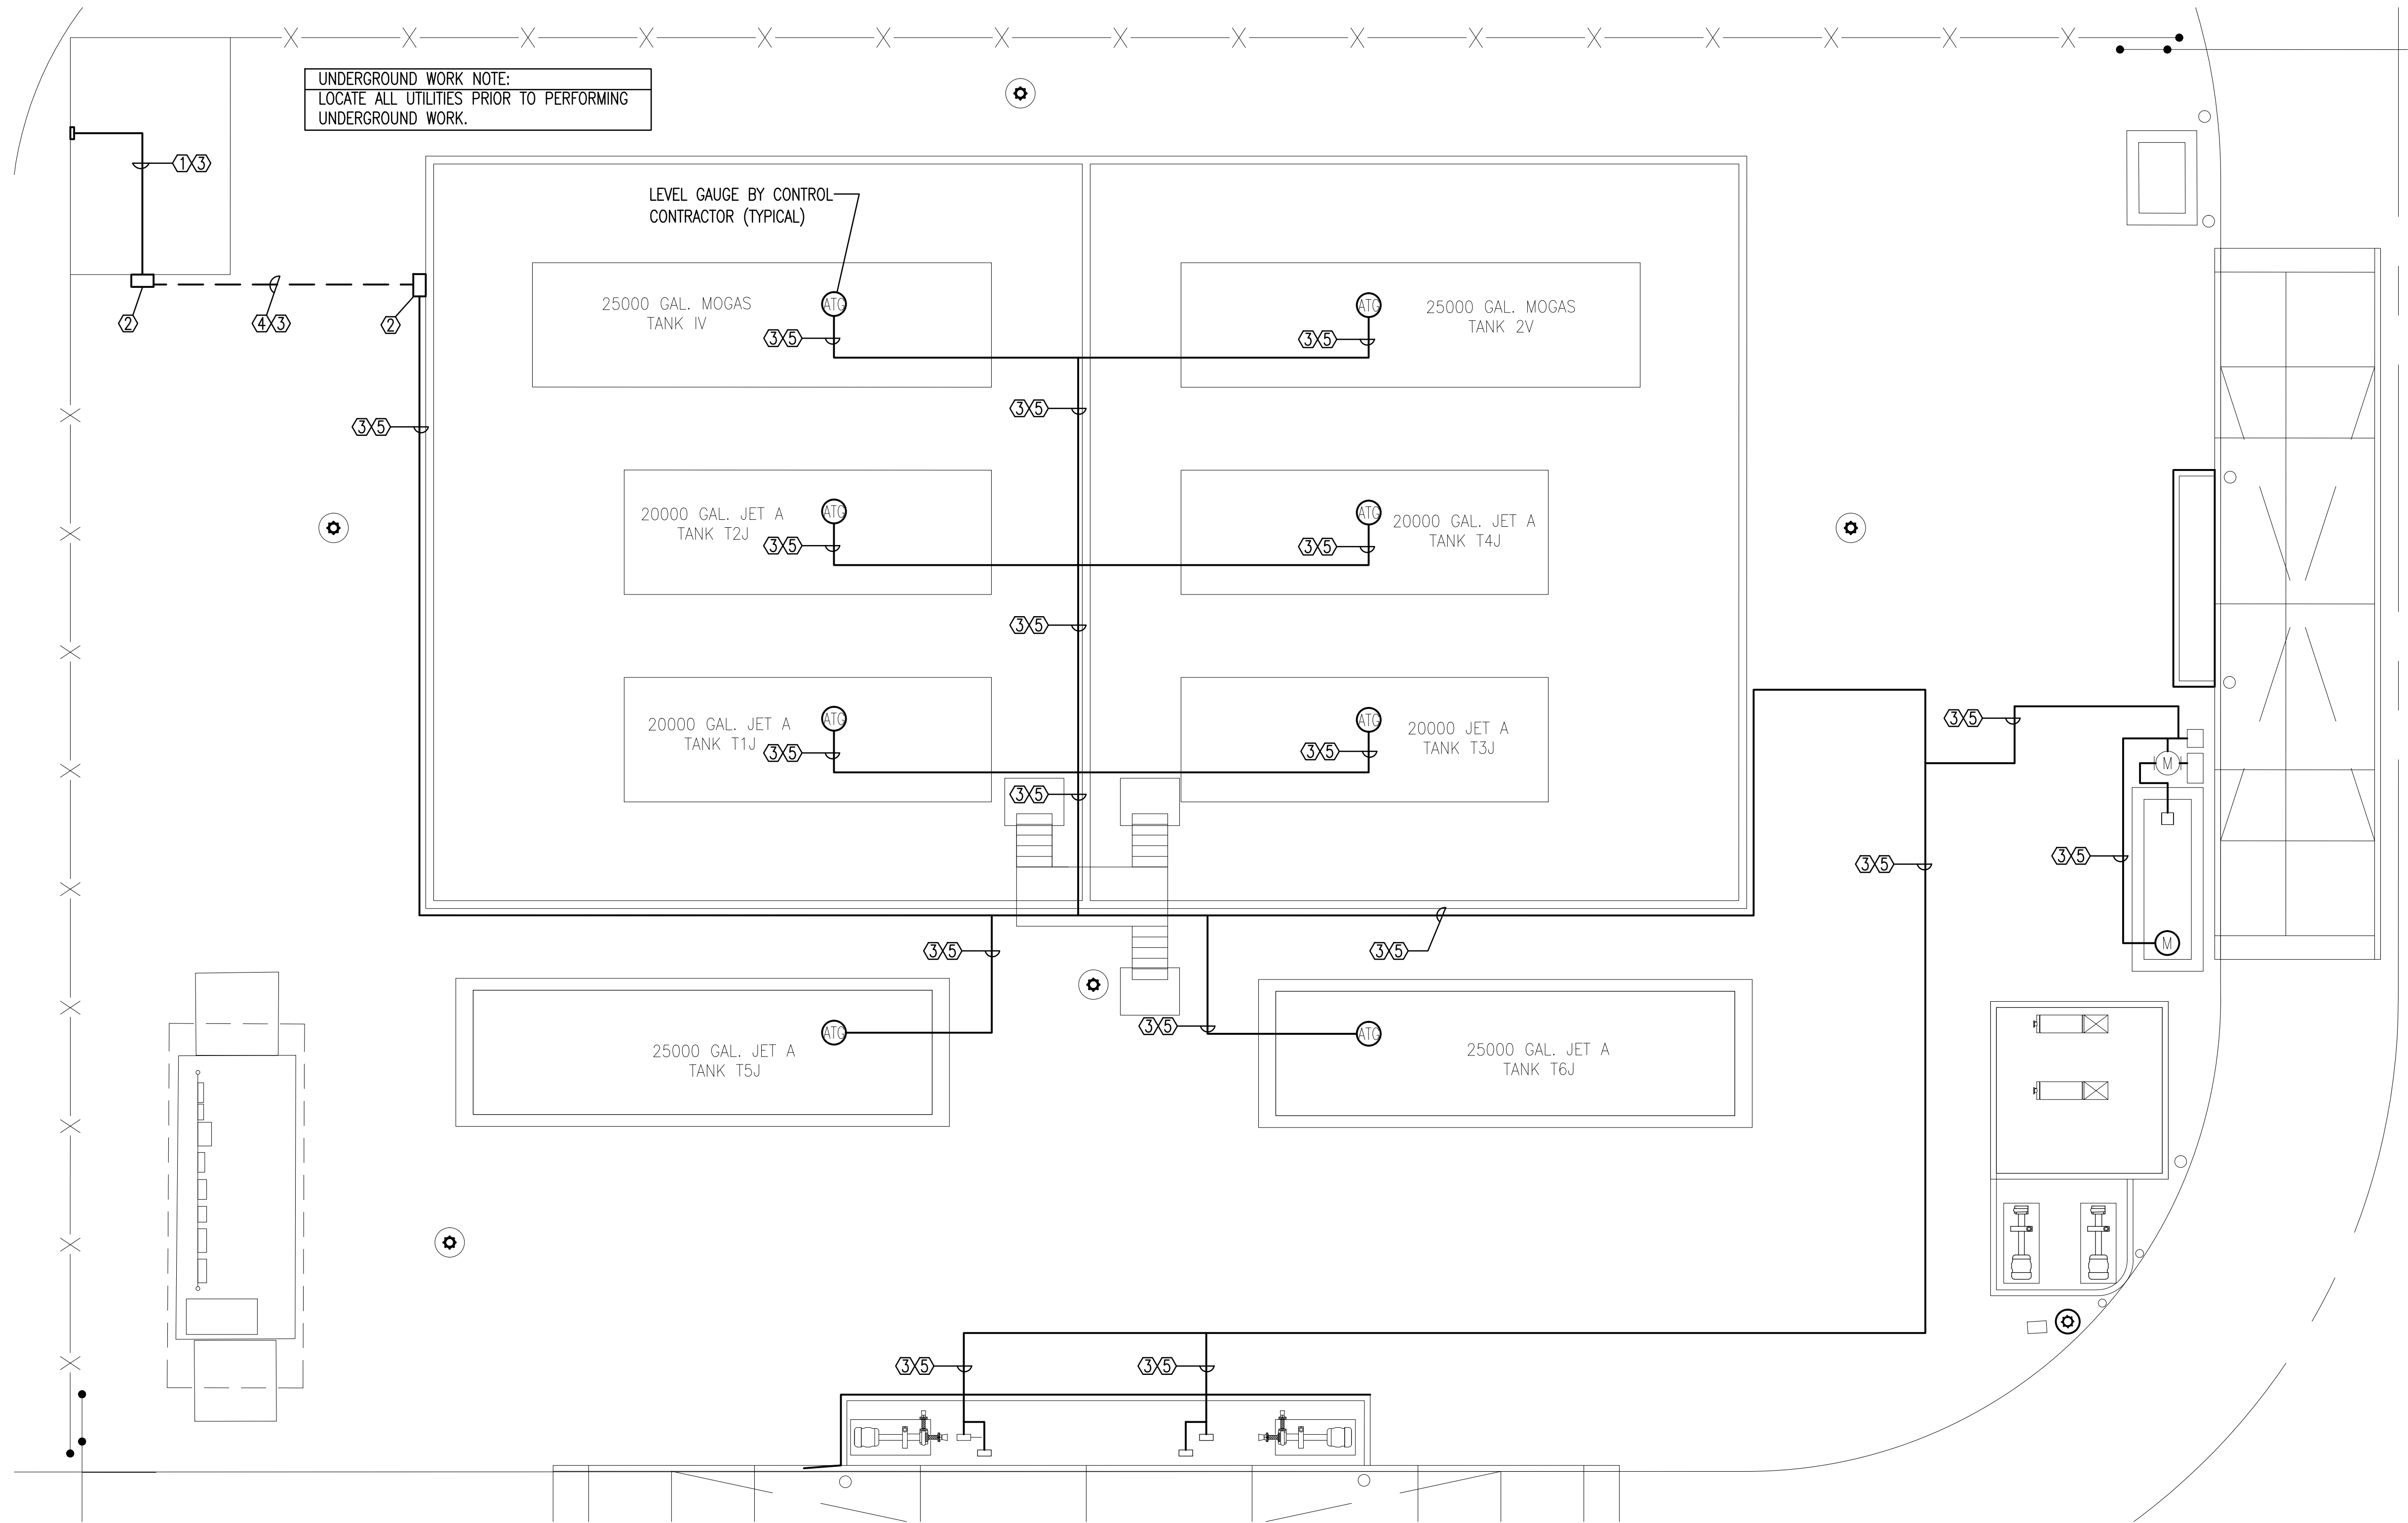 UNDERGROUND WORK NOTE:
LOCATE ALL UTILITIES PRIOR TO PERFORMING
UNDERGROUND WORK.
1 3
LEVEL GAUGE BY CONTROL
CONTRACTOR (TYPICAL)
2
4 3
2
25000 GAL. MOGAS
TANK IV
ATG
3 5
ATG
3 5
25000 GAL. MOGAS
TANK 2V
3 5
3 5
20000 GAL. JET A
TANK T2J
ATG
3 5
ATG
3 5
20000 GAL. JET A
TANK T4J
3 5
20000 GAL. JET A
TANK T1J
ATG
3 5
ATG
3 5
20000 JET A
TANK T3J
3 5
3 5
M
3 5
3 5
M
3 5
3 5
3 5
25000 GAL. JET A
TANK T5J
ATG
ATG
25000 GAL. JET A
TANK T6J
3 5
3 5